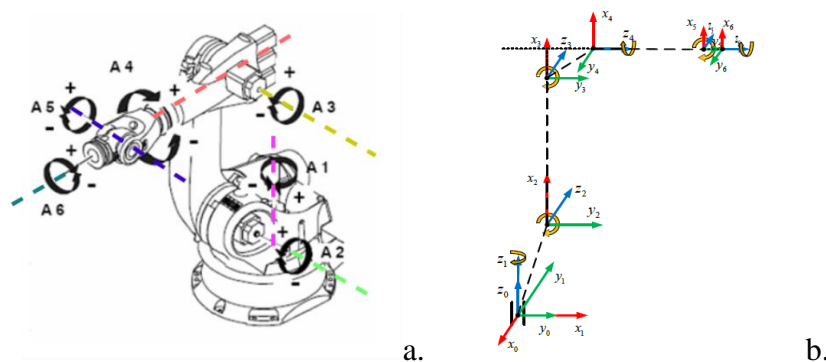 A 4
+
A 5
+
-
+
-
+
-
A 6
+
-
A 3
A 1
-
+
+
A 2
-
a.
x₄
x₃
z₃
z₄
y₄
y₃
x₅ x₆
y₆
x₂
z₂
y₂
z₁
z₀
y₁
y₀
x₁
x₀
b.